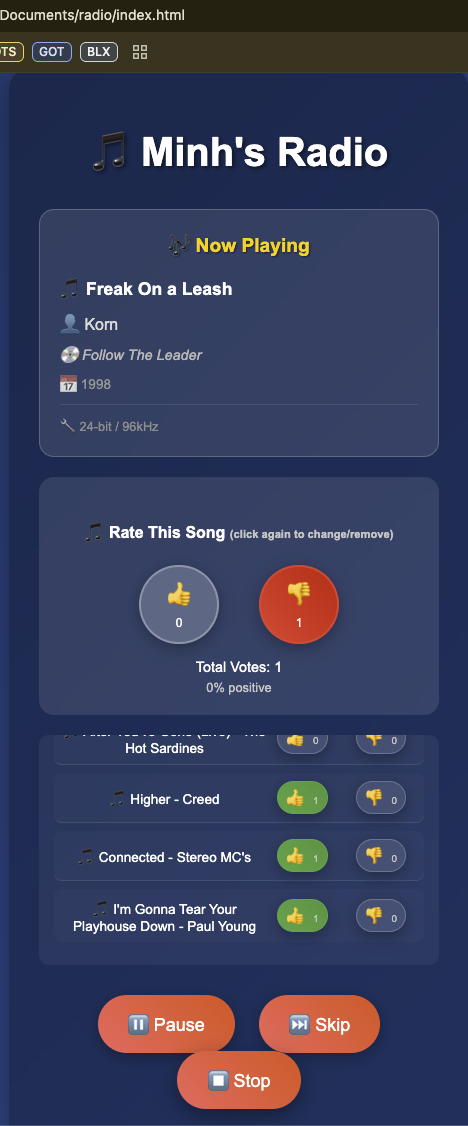 Documents/radio/index.html
TS GOT BLX
Minh's Radio
Now Playing
Freak On a Leash
Korn
Follow The Leader
1998
24-bit / 96kHz
Rate This Song (click again to change/remove)
0 1
Total Votes: 1
0% positive
Hot Sardines 0 0
Higher - Creed 1 0
Connected - Stereo MC's 1 0
I'm Gonna Tear Your
Playhouse Down - Paul Young 1 0
Pause Skip
Stop